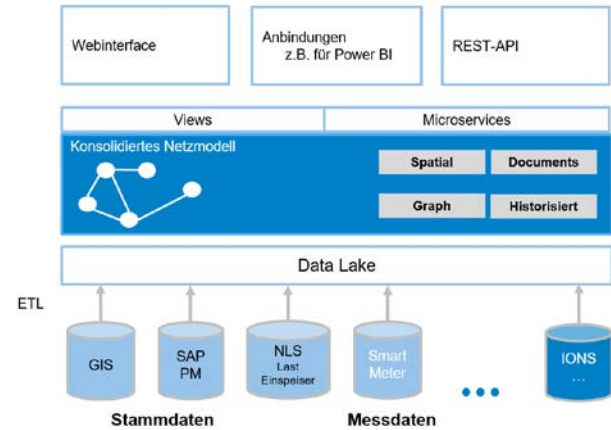 Webinterface
Anbindungen
z.B. für Power BI
REST-API
Views
Microservices
Konsolidiertes Netzmodell
Spatial
Documents
Graph
Historisiert
Data Lake
ETL
GIS
SAP
PM
NLS
Last
Einspeiser
Smart
Meter
IONS
...
Stammdaten
Messdaten